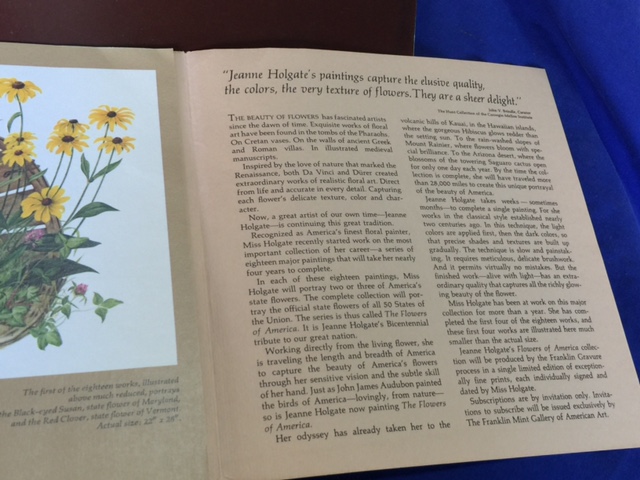 "Jeanne Holgate's paintings capture the elusive quality,
the colors, the very texture of flowers. They are a sheer delight."
THE BEAUTY OF FLOWERS has fascinated artists
since the dawn of time. Exquisite works of floral
art have been found in the tombs of the Pharaohs.
On Cretan vases. On the walls of ancient Greek
and Roman villas. In illustrated medieval
manuscripts.
Inspired by the love of nature that marked the
Renaissance, both Da Vinci and Dürer created
extraordinary works of realistic floral art. Direct
from life and accurate in every detail. Capturing
each flower's delicate texture, color and char-
acter.
Now, a great artist of our own time—Jeanne
Holgate—is continuing this great tradition.
Recognized as America's finest floral painter,
Miss Holgate recently started work on the most
important collection of her career—a series of
eighteen major paintings that will take her nearly
four years to complete.
In each of these eighteen paintings, Miss
Holgate will portray two or three of America's
state flowers. The complete collection will por-
tray the official state flowers of all 50 States of
the Union. The series is thus called The Flowers
of America. It is Jeanne Holgate's Bicentennial
tribute to our great nation.
Working directly from the living flower, she
is traveling the length and breadth of America
to capture the beauty of America's flowers
through her sensitive vision and the subtle skill
of her hand. Just as John James Audubon painted
the birds of America—lovingly, from nature—
so is Jeanne Holgate now painting The Flowers
of America.
Her odyssey has already taken her to the
volcanic hills of Kauai, in the Hawaiian islands,
where the gorgeous Hibiscus glows redder than
the setting sun. To the rain-washed slopes of
Mount Rainier, where flowers bloom with spe-
cial brilliance. To the Arizona desert, where the
blossoms of the towering Saguaro cactus open
for only one day each year. By the time the col-
lection is complete, she will have traveled more
than 28,000 miles to create this unique portrayal
of the beauty of America.
Jeanne Holgate takes weeks—sometimes
months—to complete a single painting. For she
works in the classical style established nearly
two centuries ago. In this technique, the light
colors are applied first, then the dark colors, so
that precise shades and textures are built up
gradually. The technique is slow and painstak-
ing. It requires meticulous, delicate brushwork.
And it permits virtually no mistakes. But the
finished work—alive with light—has an extra-
ordinary quality that captures all the richly glow-
ing beauty of the flower.
Miss Holgate has been at work on this major
collection for more than a year. She has com-
pleted the first four of the eighteen works, and
these first four works are illustrated here much
smaller than the actual size.
Jeanne Holgate's Flowers of America collec-
tion will be produced by the Franklin Gravure
process in a single limited edition of exception-
ally fine prints, each individually signed and
dated by Miss Holgate.
Subscriptions are by invitation only. Invita-
tions to subscribe will be issued exclusively by
The Franklin Mint Gallery of American Art.
The first of the eighteen works, illustrated
above much reduced, portrays
the Black-eyed Susan, state flower of Maryland,
and the Red Clover, state flower of Vermont
Actual size: 22" x 28"